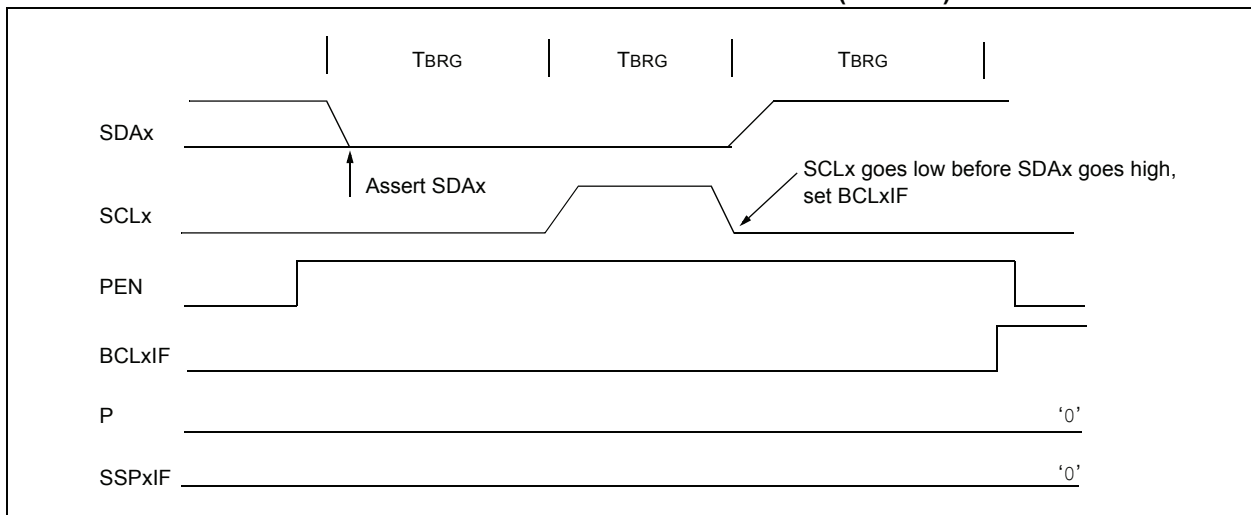 TBRG TBRG TBRG
SDAx
Assert SDAx
SCLx goes low before SDAx goes high,
set BCLxIF
SCLx
PEN
BCLxIF
P ‘0’
SSPxIF ‘0’